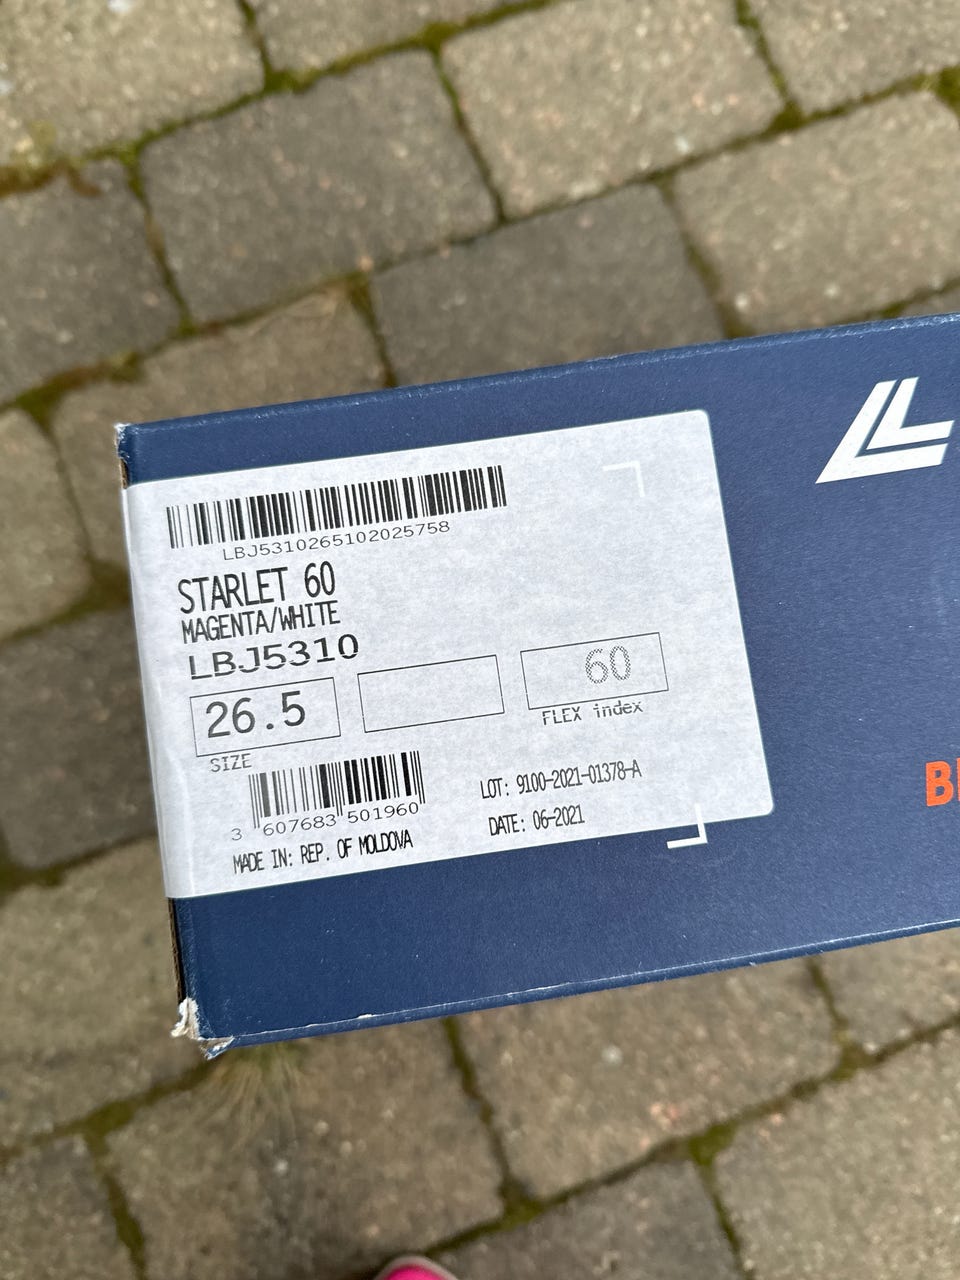 LBJ5310265102025758
STARLET 60
MAGENTA/WHITE
LBJ5310
26.5
60
SIZE
FLEX index
3 607683 501960
LOT: 9100-2021-01378-A
MADE IN: REP. OF MOLDOVA
DATE: 06-2021